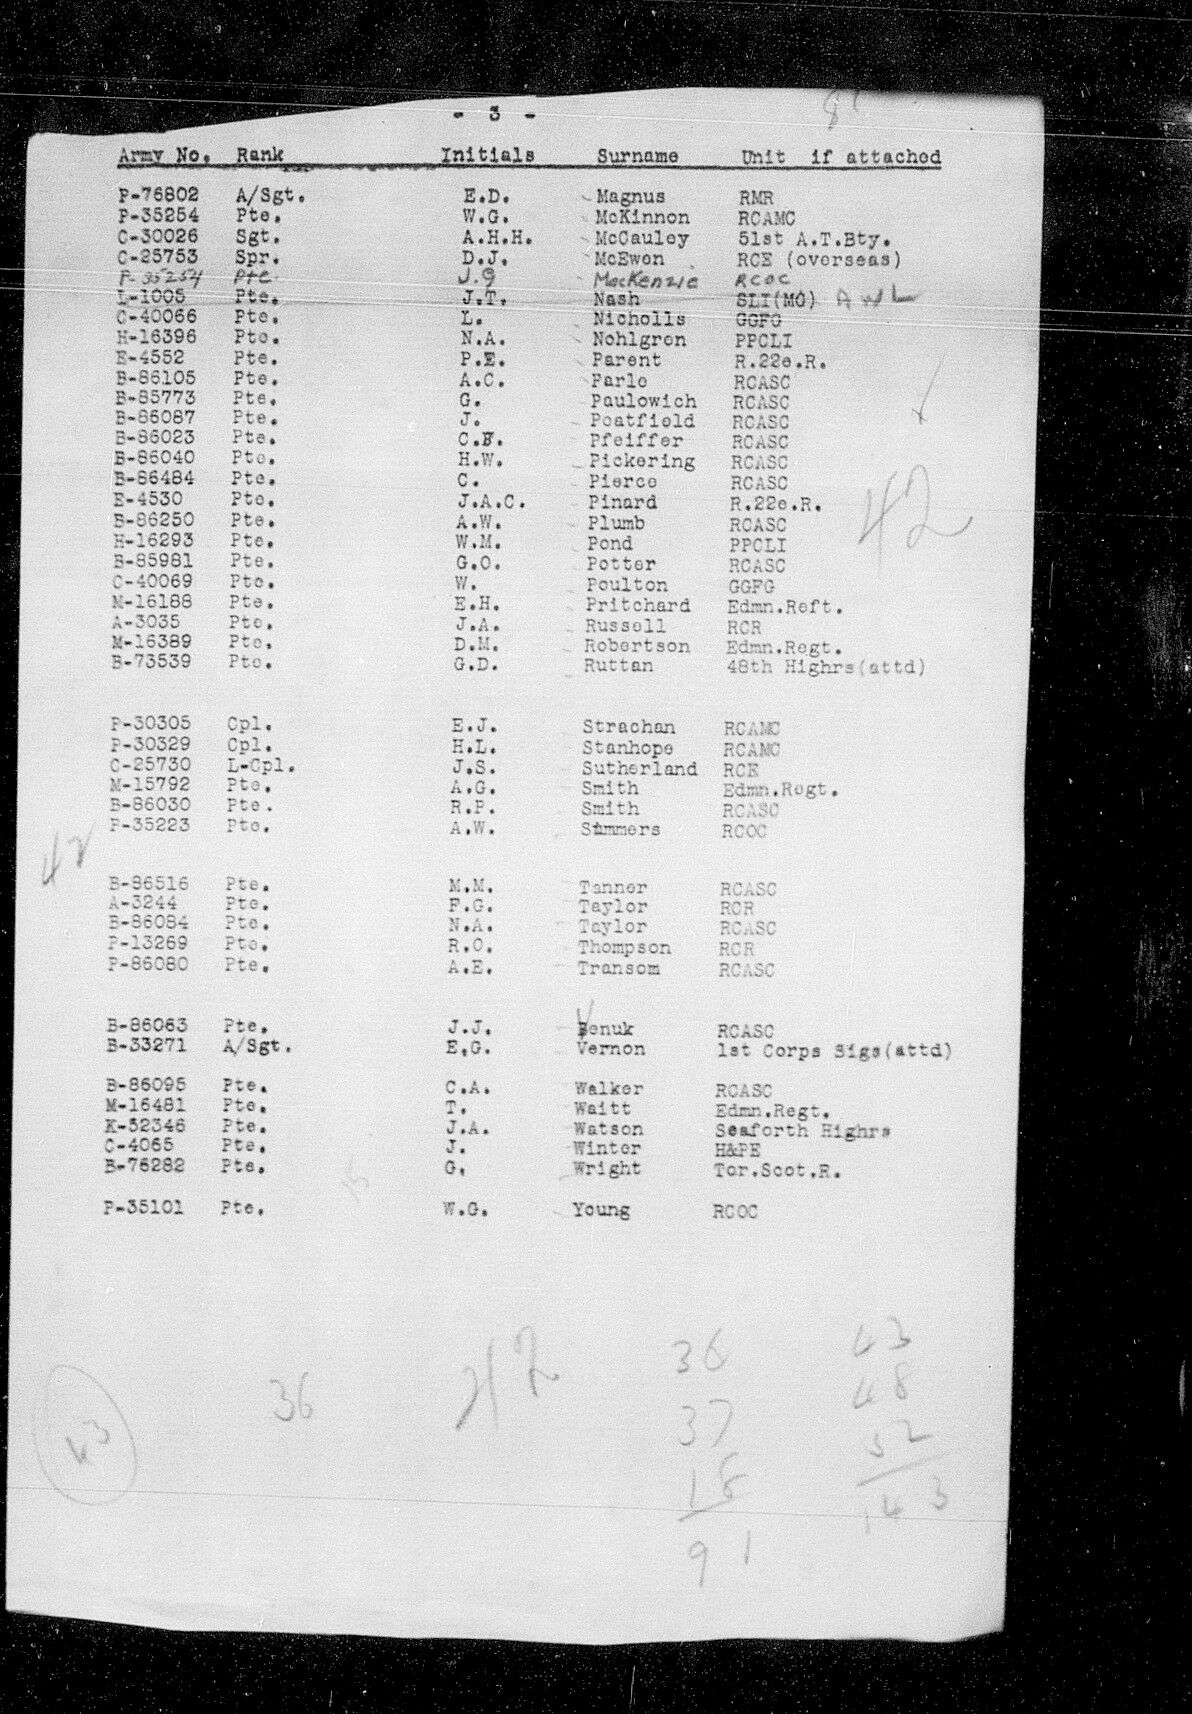 - 3 -
Army No. Rank Initials Surname Unit if attached
P-76802 A/Sgt. E.D. Magnus RMR
P-35254 Pte. W.G. McKinnon RCAMC
C-30026 Sgt. A.H.H. McCauley 51st A.T.Bty.
C-25753 Spr. D.J. McEwen RCE (overseas)
P-35254 Pte J.G MacKenzie RCOC
L-1005 Pte. J.T. Nash SLI(MG) AWL
C-40066 Pte. L. Nicholls GGFG
H-16396 Pte. N.A. Nohlgren PPCLI
E-4552 Pte. P.E. Parent R.22e.R.
B-86105 Pte. A.C. Parle RCASC
B-85773 Pte. G. Paulowich RCASC
B-86087 Pte. J. Peatfield RCASC
B-86023 Pte. C.F. Pfeiffer RCASC
B-86040 Pte. H.W. Pickering RCASC
B-86484 Pte. C. Pierce RCASC
E-4530 Pte. J.A.C. Pinard R.22e.R.
B-86250 Pte. A.W. Plumb RCASC
H-16293 Pte. W.M. Pond PPCLI
B-85981 Pte. G.O. Potter RCASC
C-40069 Pte. W. Poulton GGFG
M-16188 Pte. E.H. Pritchard Edmn.Reft.
A-3035 Pte. J.A. Russell RCR
M-16389 Pte. D.M. Robertson Edmn.Regt.
B-73539 Pte. G.D. Ruttan 48th Highrs(attd)
42
P-30305 Cpl. E.J. Strachan RCAMC
P-30329 Cpl. H.L. Stanhope RCAMC
C-25730 L-Cpl. J.S. Sutherland RCE
M-15792 Pte. A.G. Smith Edmn.Regt.
B-86030 Pte. R.P. Smith RCASC
P-35223 Pte. A.W. Summers RCOC
42
B-86516 Pte. M.M. Tanner RCASC
A-3244 Pte. F.G. Taylor RCR
B-86084 Pte. N.A. Taylor RCASC
P-13269 Pte. R.O. Thompson RCR
P-86080 Pte. A.E. Transom RCASC
B-86063 Pte. J.J. Benuk RCASC
B-33271 A/Sgt. E.G. Vernon 1st Corps Sigs(attd)
B-86095 Pte. C.A. Walker RCASC
M-16481 Pte. T. Waitt Edmn.Regt.
K-52346 Pte. J.A. Watson Seaforth Highrs
C-4065 Pte. J. Winter H&PE
B-76282 Pte. G. Wright Tor.Scot.R.
P-35101 Pte. W.G. Young RCOC
36 43
42 37 48
36 18 52
43 91 143